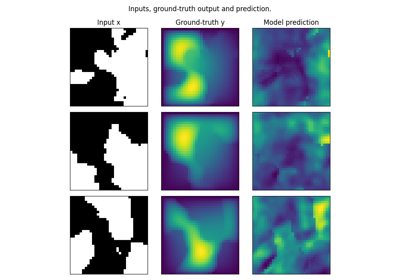 Inputs, ground-truth output and prediction.
Input x
Ground-truth y
Model prediction